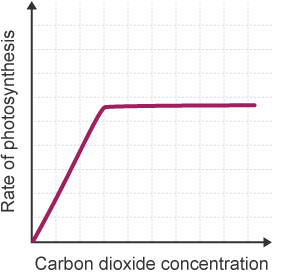 Rate of photosynthesis
Carbon dioxide concentration